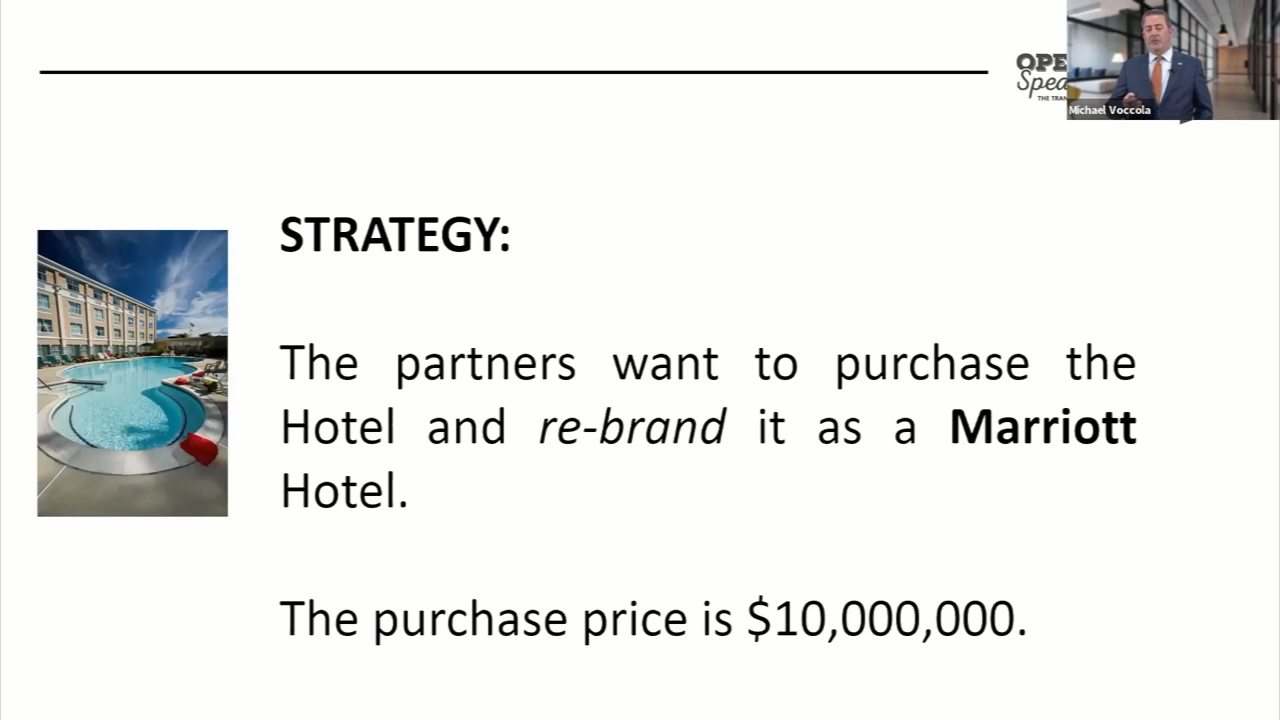 Michael Voccola
STRATEGY:
The partners want to purchase the
Hotel and re-brand it as a Marriott
Hotel.
The purchase price is $10,000,000.